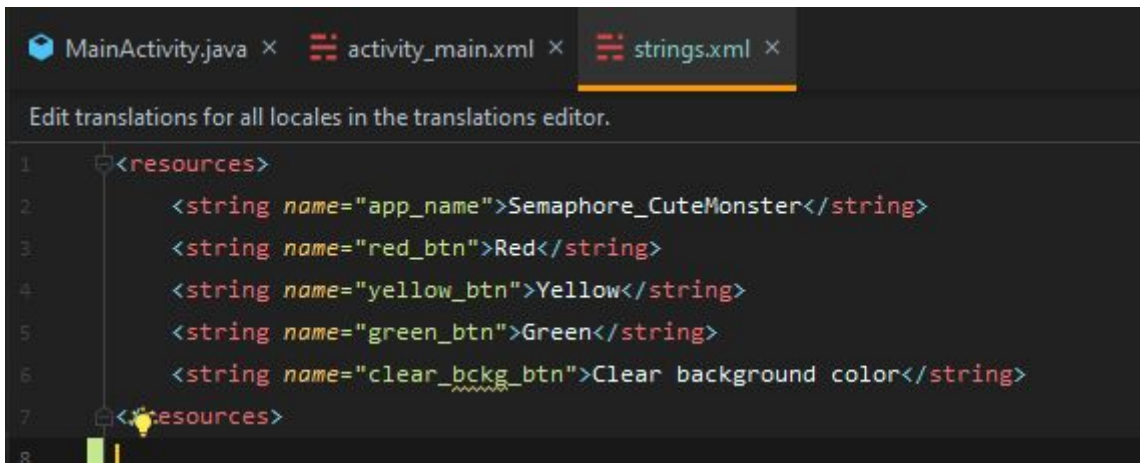 MainActivity.java × activity_main.xml × strings.xml ×
Edit translations for all locales in the translations editor.
1 <resources>
2 <string name="app_name">Semaphore_CuteMonster</string>
3 <string name="red_btn">Red</string>
4 <string name="yellow_btn">Yellow</string>
5 <string name="green_btn">Green</string>
6 <string name="clear_bckg_btn">Clear background color</string>
7 </resources>
8